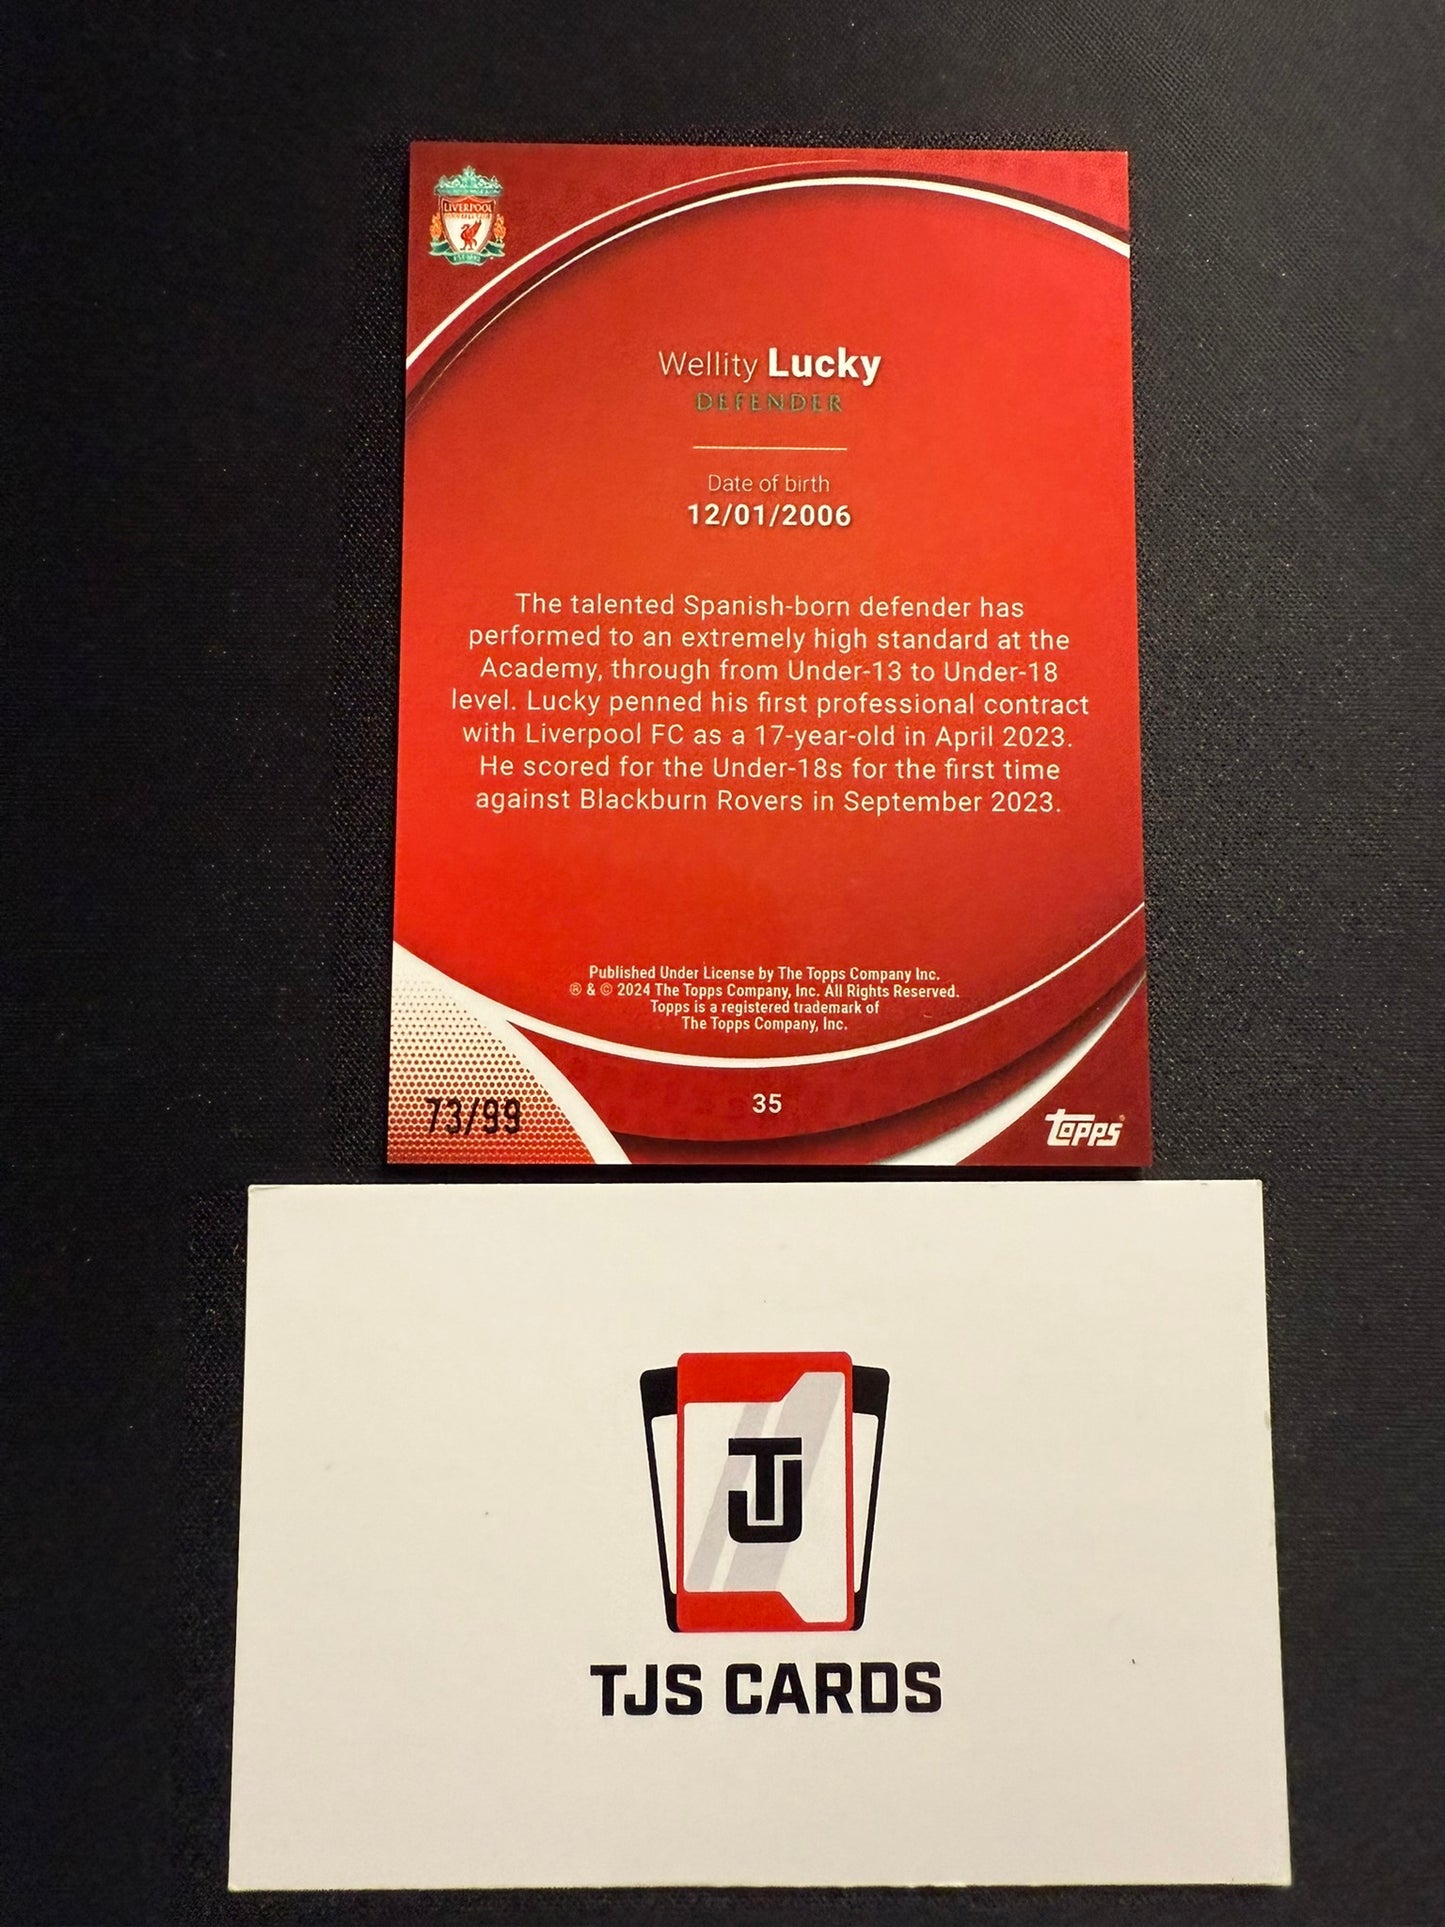 LIVERPOOL
Wellity Lucky
DEFENDER
Date of birth
12/01/2006
The talented Spanish-born defender has
performed to an extremely high standard at the
Academy, through from Under-13 to Under-18
level. Lucky penned his first professional contract
with Liverpool FC as a 17-year-old in April 2023.
He scored for the Under-18s for the first time
against Blackburn Rovers in September 2023.
Published Under License by The Topps Company Inc.
® & © 2024 The Topps Company, Inc. All Rights Reserved.
Topps is a registered trademark of
The Topps Company, Inc.
73/99
35
topps
TJ
TJS CARDS